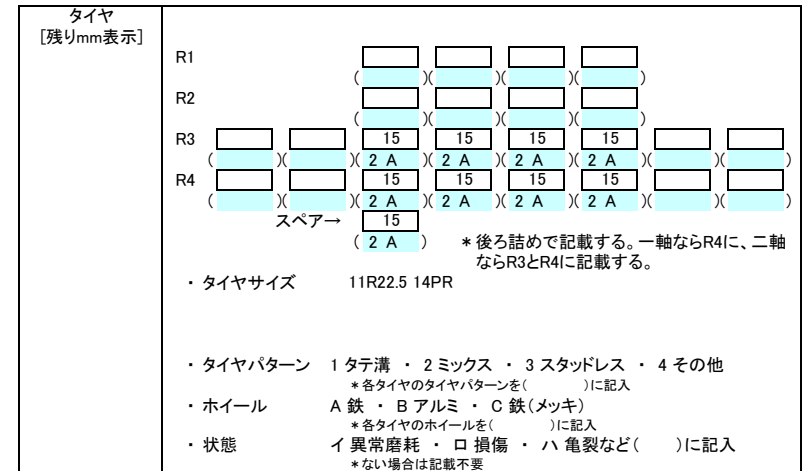 タイヤ
[残りmm表示]
R1
( )( )( )( )
R2
( )( )( )( )
R3 15 15 15 15
( )( )( 2 A )( 2 A )( 2 A )( 2 A )( )( )
R4 15 15 15 15
( )( )( 2 A )( 2 A )( 2 A )( 2 A )( )( )
スペア→ 15
( 2 A ) *後ろ詰めで記載する。一軸ならR4に、二軸
ならR3とR4に記載する。
・タイヤサイズ 11R22.5 14PR
・タイヤパターン 1 タテ溝 ・ 2 ミックス ・ 3 スタッドレス ・ 4 その他
*各タイヤのタイヤパターンを( )に記入
・ホイール A 鉄 ・ B アルミ ・ C 鉄(メッキ)
*各タイヤのホイールを( )に記入
・状態 イ 異常磨耗 ・ ロ 損傷 ・ ハ 亀裂など( )に記入
*ない場合は記載不要